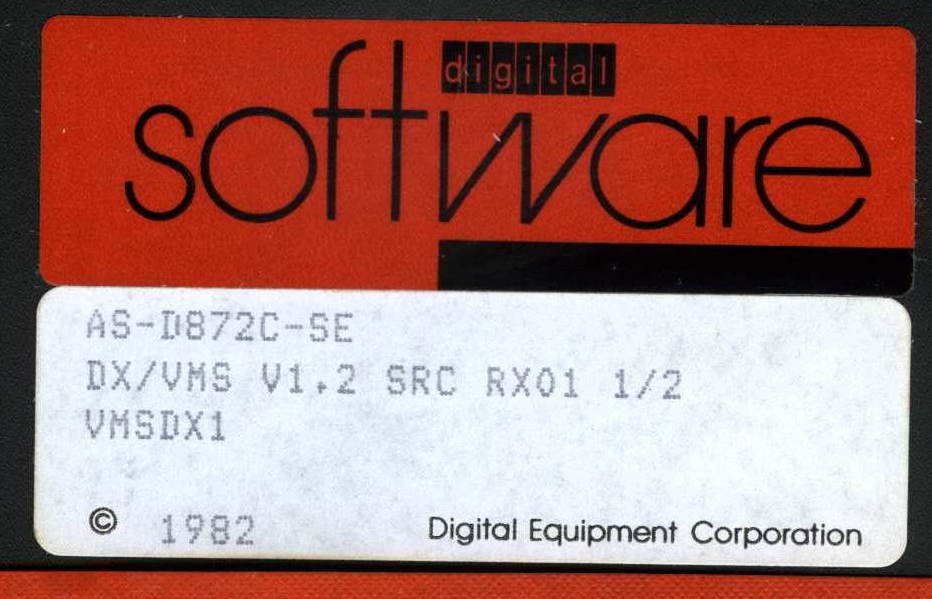 digital
software
AS-D872C-SE
DX/VMS V1.2 SRC RX01 1/2
VMSDX1
© 1982 Digital Equipment Corporation